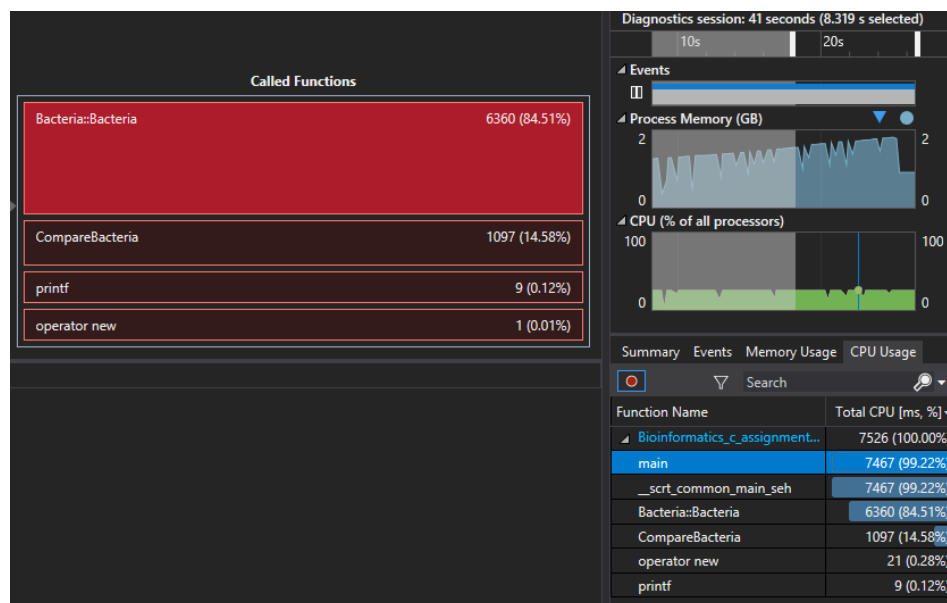 Called Functions
Bacteria::Bacteria 6360 (84.51%)
CompareBacteria 1097 (14.58%)
printf 9 (0.12%)
operator new 1 (0.01%)
Diagnostics session: 41 seconds (8.319 s selected)
10s 20s
Events
Process Memory (GB)
2 2
0 0
CPU (% of all processors)
100 100
0 0
Summary Events Memory Usage CPU Usage
Search
Function Name Total CPU [ms, %]
Bioinformatics_c_assignment... 7526 (100.00%
main 7467 (99.22%
__scrt_common_main_seh 7467 (99.22%
Bacteria::Bacteria 6360 (84.51%
CompareBacteria 1097 (14.58%
operator new 21 (0.28%
printf 9 (0.12%